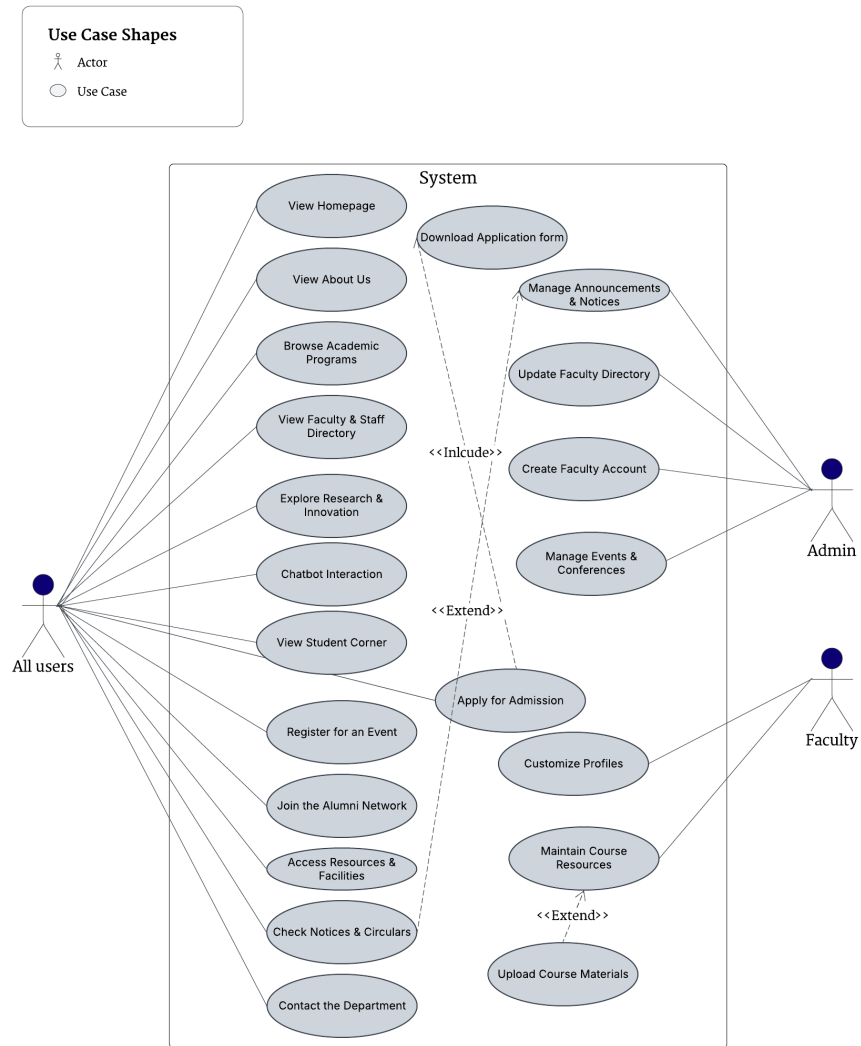 Use Case Shapes
Actor
Use Case
System
View Homepage
Download Application form
View About Us
Manage Announcements
& Notices
Browse Academic
Programs
Update Faculty Directory
View Faculty & Staff
Directory
<<Inlcude>>
Create Faculty Account
Explore Research &
Innovation
Admin
Manage Events &
Conferences
Chatbot Interaction
<<Extend>>
View Student Corner
All users
Apply for Admission
Register for an Event
Faculty
Customize Profiles
Join the Alumni Network
Maintain Course
Resources
Access Resources &
Facilities
<<Extend>>
Check Notices & Circulars
Upload Course Materials
Contact the Department